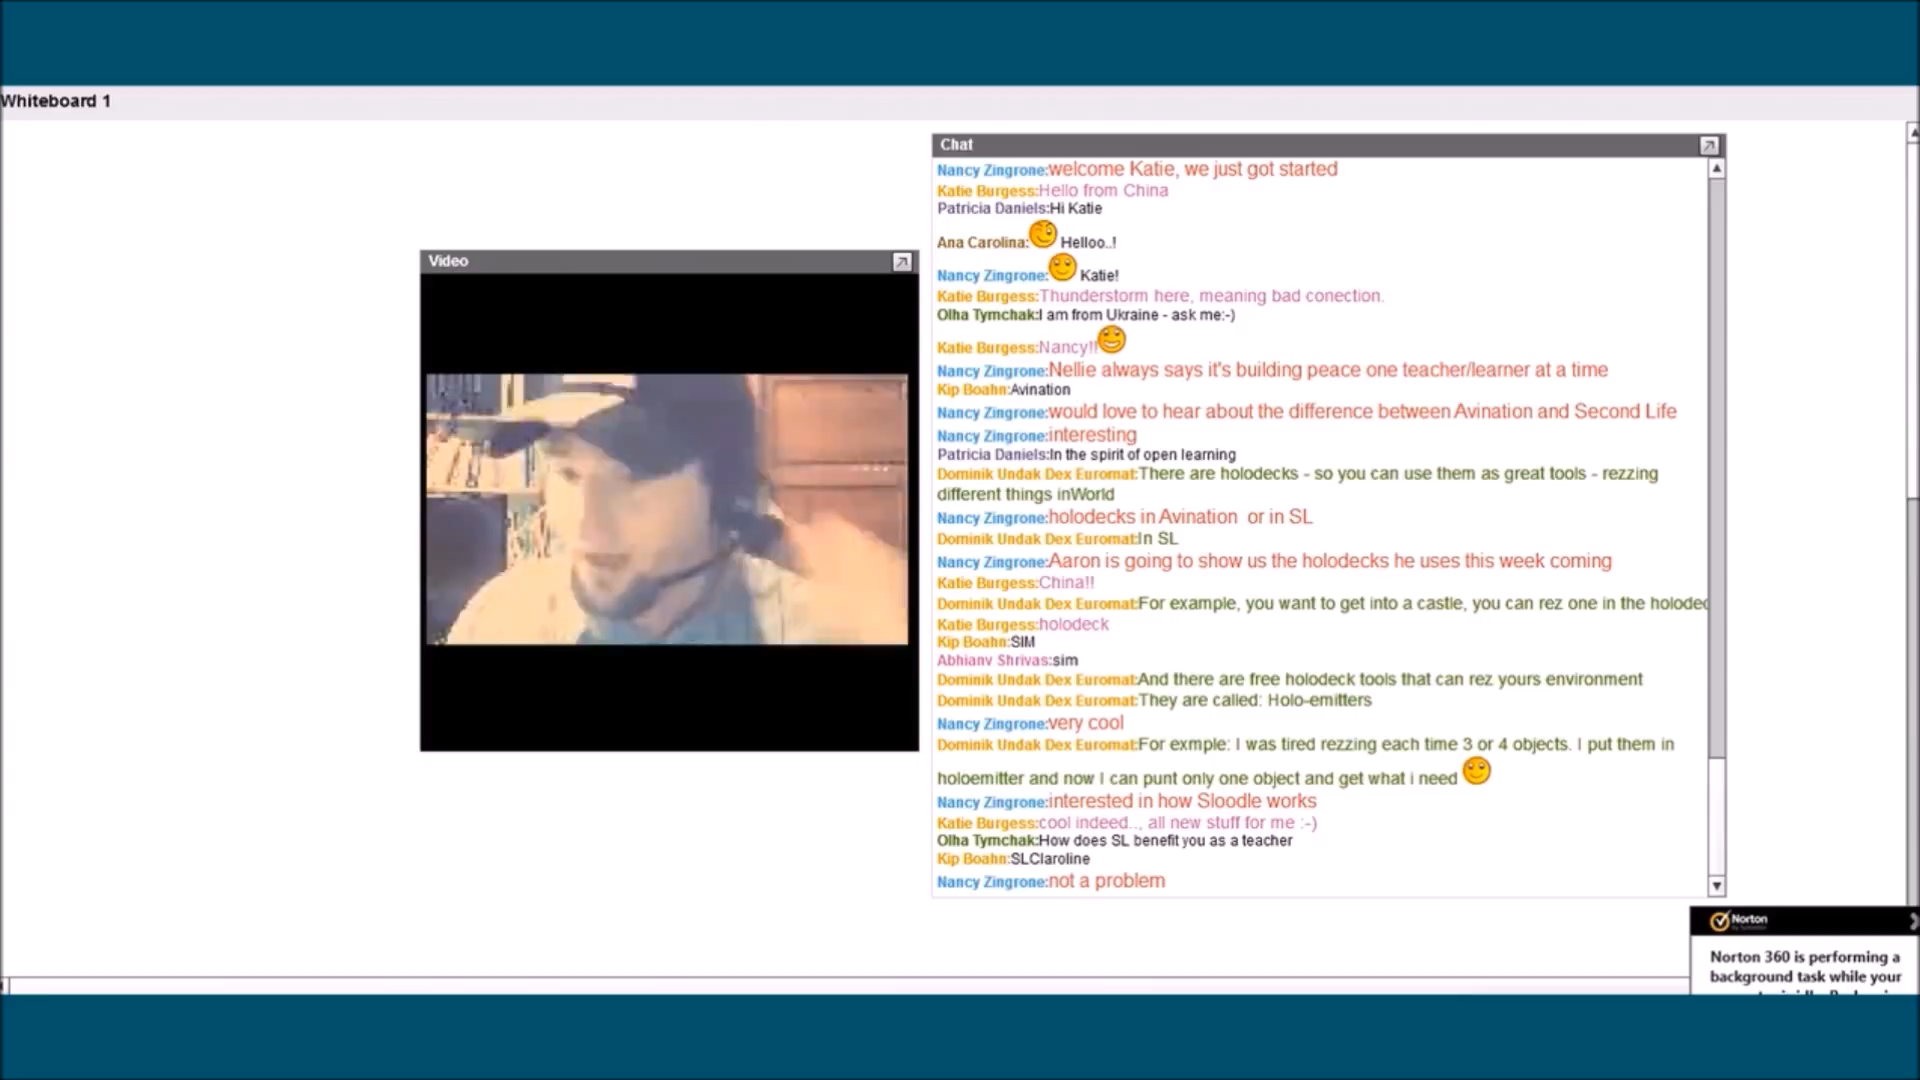 Whiteboard 1
Video
Chat
Nancy Zingrone:welcome Katie, we just got started
Katie Burgess:Hello from China
Patricia Daniels:Hi Katie
Ana Carolina: Helloo..!
Nancy Zingrone: Katie!
Katie Burgess:Thunderstorm here, meaning bad conection.
Olha Tymchak:I am from Ukraine - ask me:-)
Katie Burgess:Nancy!!
Nancy Zingrone:Nellie always says it's building peace one teacher/learner at a time
Kip Boahn:Avination
Nancy Zingrone:would love to hear about the difference between Avination and Second Life
Nancy Zingrone:interesting
Patricia Daniels:In the spirit of open learning
Dominik Undak Dex Euromat:There are holodecks - so you can use them as great tools - rezzing
different things inWorld
Nancy Zingrone:holodecks in Avination or in SL
Dominik Undak Dex Euromat:In SL
Nancy Zingrone:Aaron is going to show us the holodecks he uses this week coming
Katie Burgess:China!!
Dominik Undak Dex Euromat:For example, you want to get into a castle, you can rez one in the holodec
Katie Burgess:holodeck
Kip Boahn:SIM
Abhianv Shrivas:sim
Dominik Undak Dex Euromat:And there are free holodeck tools that can rez yours environment
Dominik Undak Dex Euromat:They are called: Holo-emitters
Nancy Zingrone:very cool
Dominik Undak Dex Euromat:For exmple: I was tired rezzing each time 3 or 4 objects. I put them in
holoemitter and now I can punt only one object and get what i need
Nancy Zingrone:interested in how Sloodle works
Katie Burgess:cool indeed.., all new stuff for me :-)
Olha Tymchak:How does SL benefit you as a teacher
Kip Boahn:SLClaroline
Nancy Zingrone:not a problem
Norton
Norton 360 is performing a
background task while your